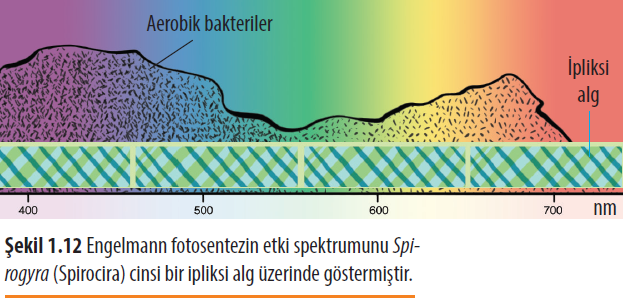 Aerobik bakteriler
İpliksi
alg
400 500 600 700 nm
Şekil 1.12 Engelmann fotosentezin etki spektrumunu Spi-
rogyra (Spirocira) cinsi bir ipliksi alg üzerinde göstermiştir.